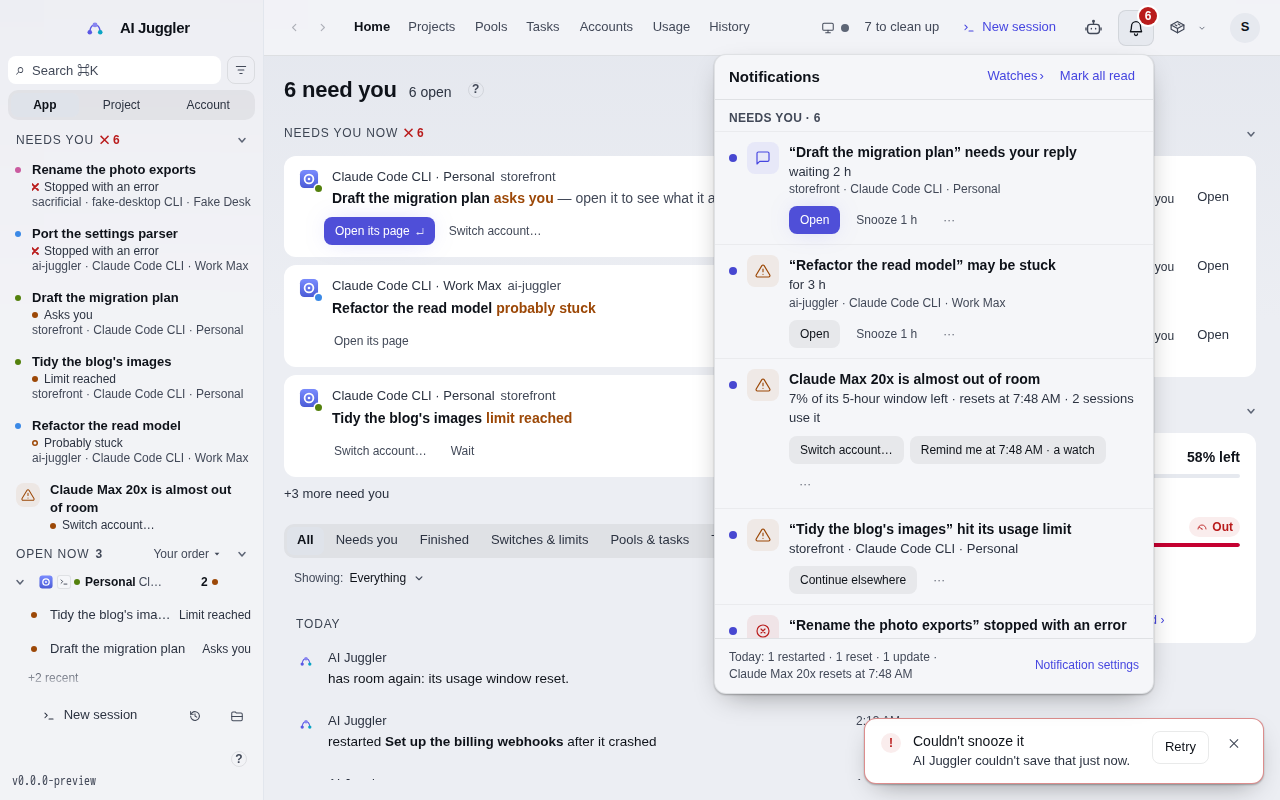 AI Juggler
Search ⌘K
App Project Account
NEEDS YOU 6
Rename the photo exports
Stopped with an error
sacrificial · fake-desktop CLI · Fake Desk
Port the settings parser
Stopped with an error
ai-juggler · Claude Code CLI · Work Max
Draft the migration plan
Asks you
storefront · Claude Code CLI · Personal
Tidy the blog's images
Limit reached
storefront · Claude Code CLI · Personal
Refactor the read model
Probably stuck
ai-juggler · Claude Code CLI · Work Max
Claude Max 20x is almost out
of room
Switch account…
OPEN NOW 3 Your order
Personal Cl… 2
Tidy the blog's ima… Limit reached
Draft the migration plan Asks you
+2 recent
New session
?
v0.0.0-preview
Home Projects Pools Tasks Accounts Usage History
7 to clean up New session 6 S
6 need you 6 open ?
NEEDS YOU NOW 6
Claude Code CLI · Personal storefront
Draft the migration plan asks you — open it to see what it a
Open its page Switch account…
Claude Code CLI · Work Max ai-juggler
Refactor the read model probably stuck
Open its page
Claude Code CLI · Personal storefront
Tidy the blog's images limit reached
Switch account… Wait
+3 more need you
All Needs you Finished Switches & limits Pools & tasks
Showing: Everything
TODAY
AI Juggler
has room again: its usage window reset.
AI Juggler
restarted Set up the billing webhooks after it crashed
you Open
you Open
you Open
58% left
Out
Notifications Watches › Mark all read
NEEDS YOU · 6
“Draft the migration plan” needs your reply
waiting 2 h
storefront · Claude Code CLI · Personal
Open Snooze 1 h ···
“Refactor the read model” may be stuck
for 3 h
ai-juggler · Claude Code CLI · Work Max
Open Snooze 1 h ···
Claude Max 20x is almost out of room
7% of its 5-hour window left · resets at 7:48 AM · 2 sessions
use it
Switch account… Remind me at 7:48 AM · a watch
···
“Tidy the blog's images” hit its usage limit
storefront · Claude Code CLI · Personal
Continue elsewhere ···
“Rename the photo exports” stopped with an error
Today: 1 restarted · 1 reset · 1 update ·
Claude Max 20x resets at 7:48 AM
Notification settings
Couldn't snooze it
AI Juggler couldn't save that just now.
Retry